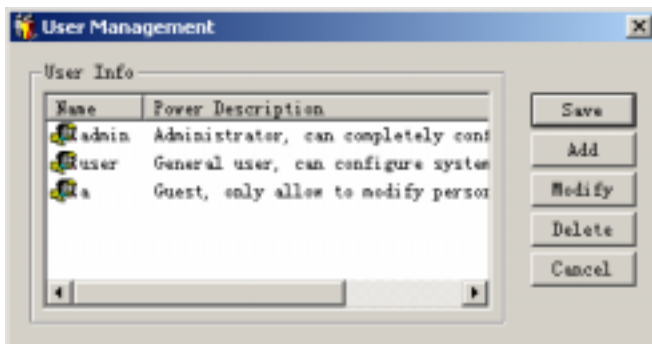 User Management
User Info
Name Power Description
admin Administrator, can completely conf
user General user, can configure system
a Guest, only allow to modify person
Save
Add
Modify
Delete
Cancel